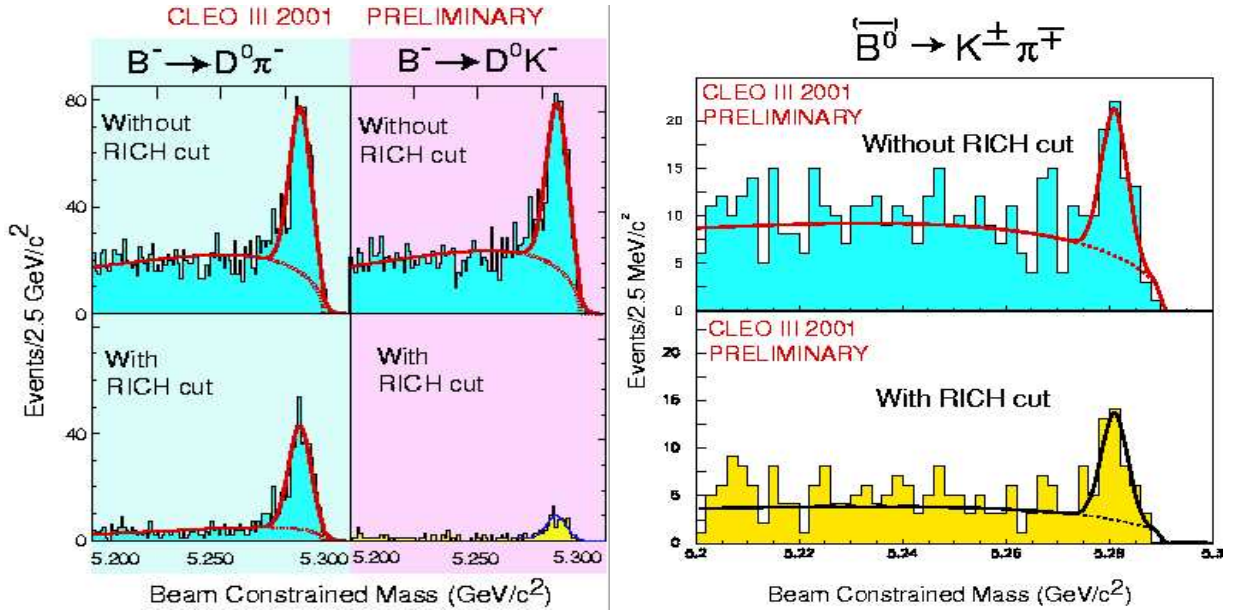 CLEO III 2001 PRELIMINARY
B⁻ → D⁰π⁻
B⁻ → D⁰K⁻
80
40
0
40
0
Without
RICH cut
Without
RICH cut
With
RICH cut
With
RICH cut
Events/2.5 GeV/c²
5.200 5.250 5.300
5.200 5.250 5.300
Beam Constrained Mass (GeV/c²)
(B̅⁰) → K± π∓
CLEO III 2001
PRELIMINARY
Without RICH cut
20
15
10
5
0
Events/2.5 MeV/c²
CLEO III 2001
PRELIMINARY
With RICH cut
20
15
10
5
0
5.2 5.22 5.24 5.26 5.28 5.3
Beam Constrained Mass (GeV/c²)